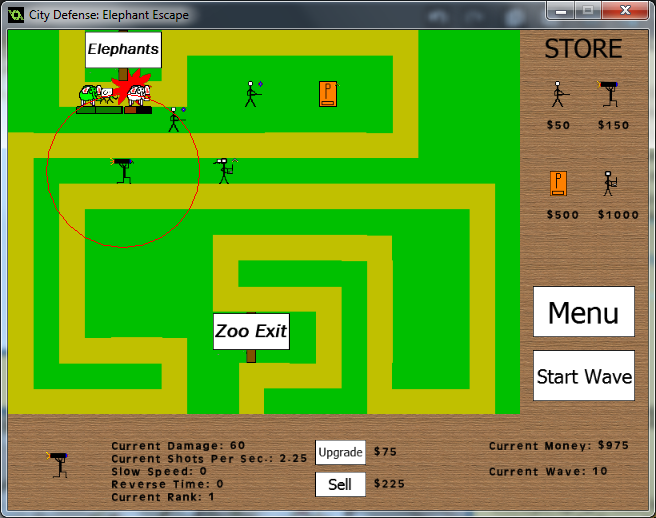 City Defense: Elephant Escape
Elephants
STORE
$50 $150
P
P
$500 $1000
Zoo Exit
Menu
Start Wave
Current Damage: 60
Current Shots Per Sec.: 2.25
Slow Speed: 0
Reverse Time: 0
Current Rank: 1
Upgrade $75
Sell $225
Current Money: $975
Current Wave: 10